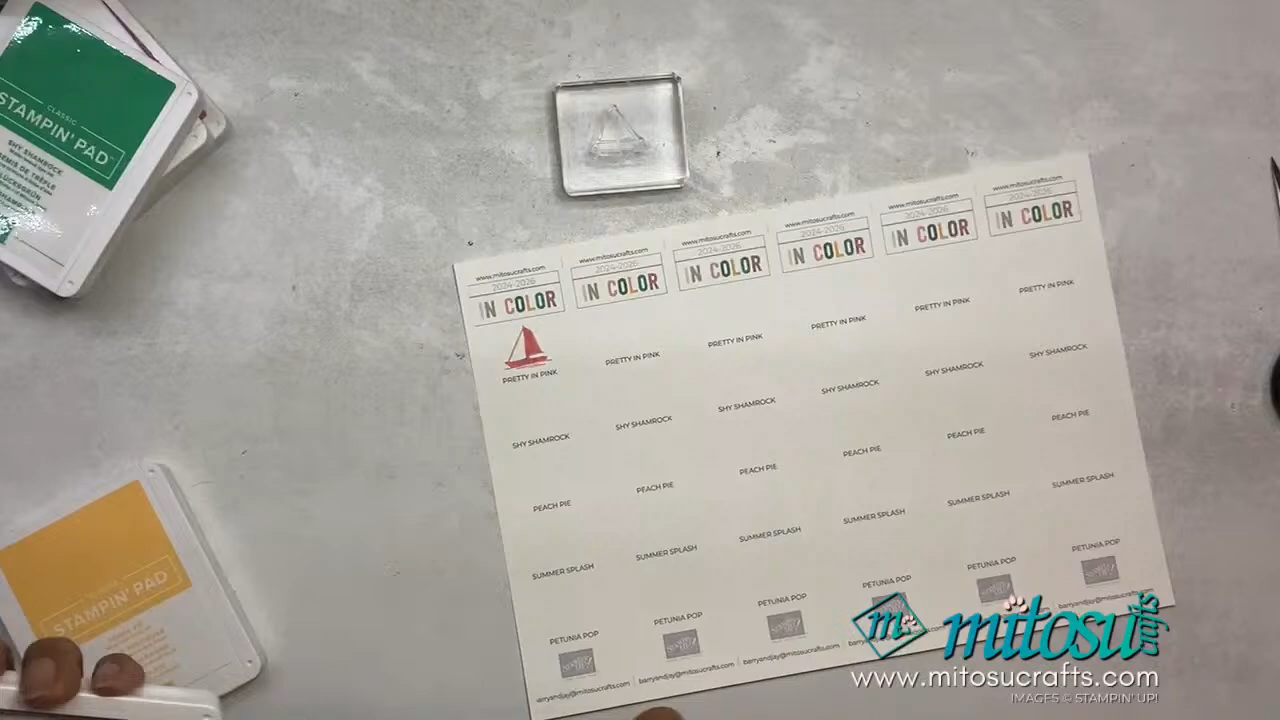 CLASSIC
STAMPIN' PAD
SHY SHAMROCK
STAMPIN' PAD
www.mitosucrafts.com
2024-2026
IN COLOR
www.mitosucrafts.com
2024-2026
IN COLOR
www.mitosucrafts.com
2024-2026
IN COLOR
www.mitosucrafts.com
2024-2026
IN COLOR
www.mitosucrafts.com
2024-2026
IN COLOR
www.mitosucrafts.com
2024-2026
IN COLOR
PRETTY IN PINK PRETTY IN PINK PRETTY IN PINK PRETTY IN PINK PRETTY IN PINK PRETTY IN PINK
SHY SHAMROCK SHY SHAMROCK SHY SHAMROCK SHY SHAMROCK SHY SHAMROCK SHY SHAMROCK
PEACH PIE PEACH PIE PEACH PIE PEACH PIE PEACH PIE PEACH PIE
SUMMER SPLASH SUMMER SPLASH SUMMER SPLASH SUMMER SPLASH SUMMER SPLASH SUMMER SPLASH
PETUNIA POP PETUNIA POP PETUNIA POP PETUNIA POP PETUNIA POP PETUNIA POP
barryandjay@mitosucrafts.com barryandjay@mitosucrafts.com barryandjay@mitosucrafts.com
m. mitosu crafts
www.mitosucrafts.com
IMAGES © STAMPIN' UP!